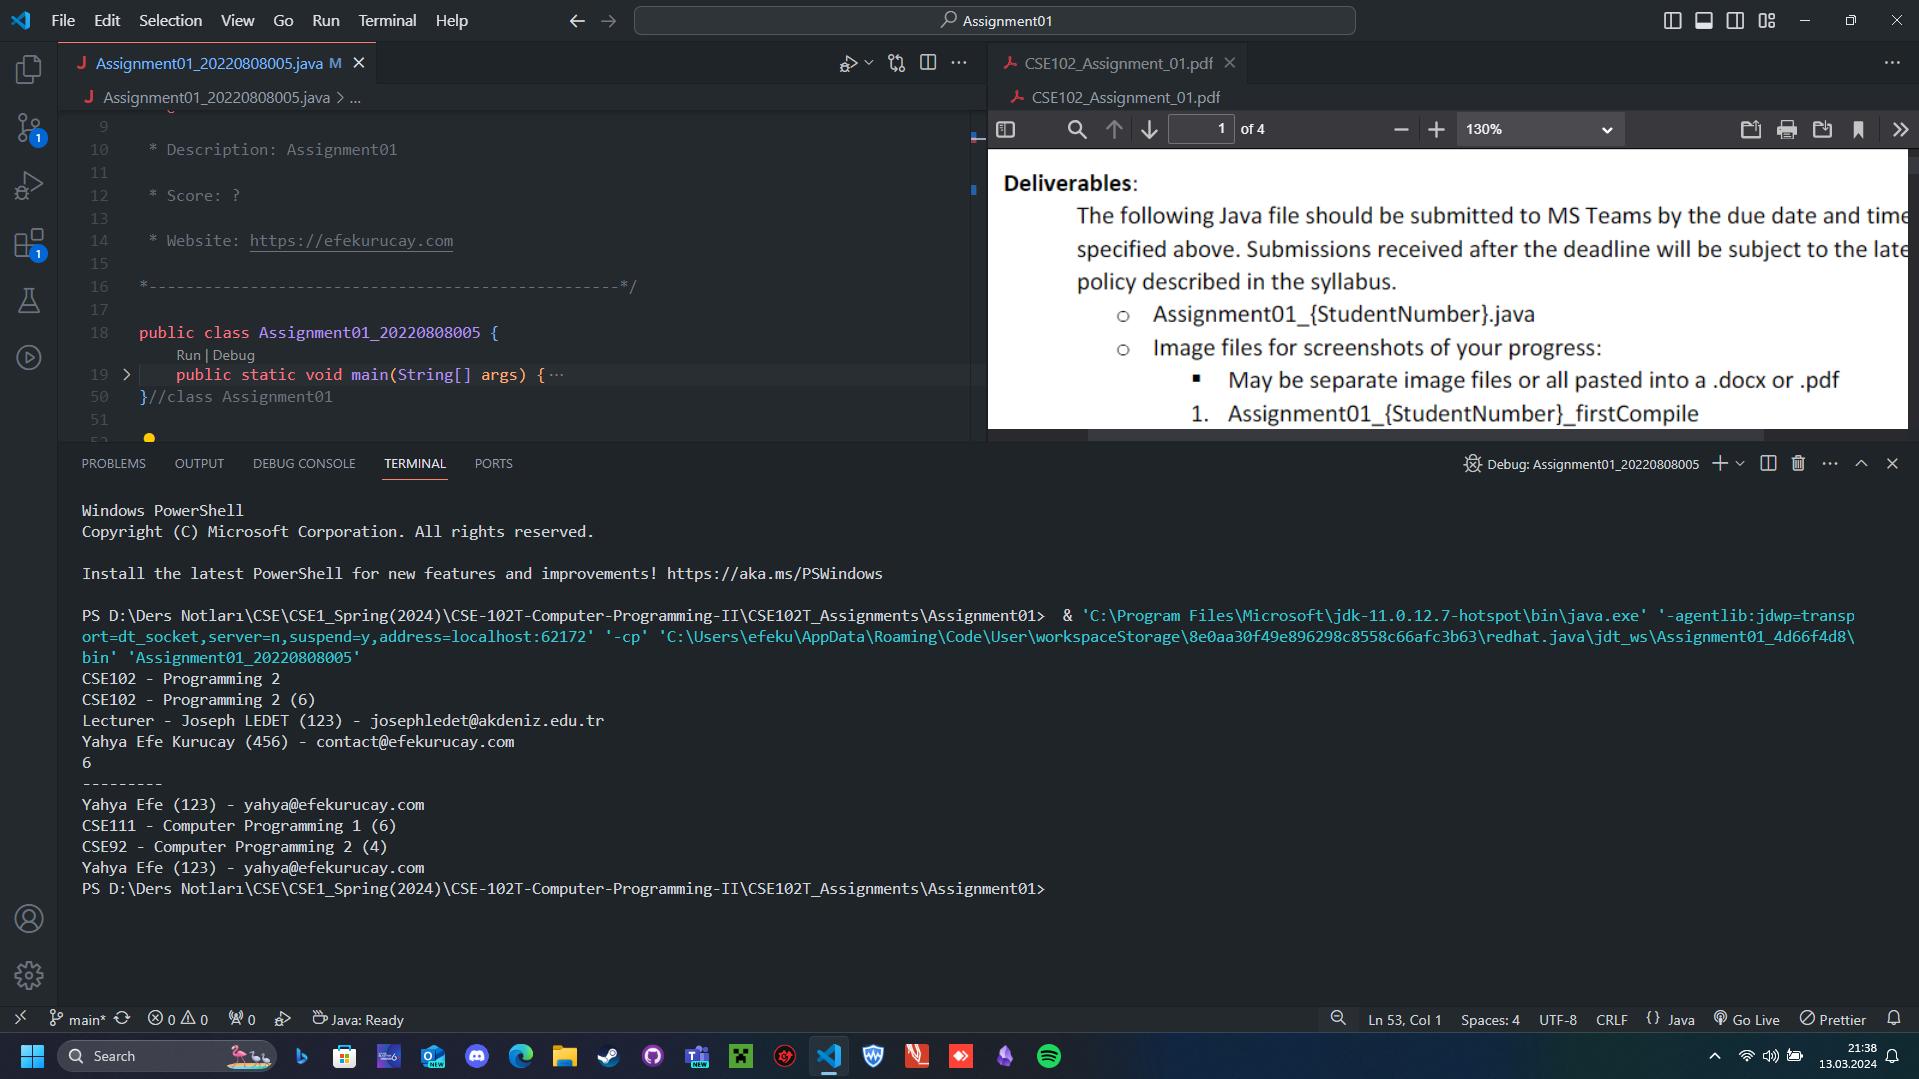 File Edit Selection View Go Run Terminal Help
Assignment01
Assignment01_20220808005.java M
Assignment01_20220808005.java > ...
9
10 * Description: Assignment01
11
12 * Score: ?
13
14 * Website: https://efekurucay.com
15
16 *---------------------------------------------------*/
17
18 public class Assignment01_20220808005 {
Run | Debug
19 public static void main(String[] args) {···
50 }//class Assignment01
51
52
CSE102_Assignment_01.pdf
CSE102_Assignment_01.pdf
1 of 4
130%
Deliverables:
The following Java file should be submitted to MS Teams by the due date and time
specified above. Submissions received after the deadline will be subject to the late
policy described in the syllabus.
o Assignment01_{StudentNumber}.java
o Image files for screenshots of your progress:
▪ May be separate image files or all pasted into a .docx or .pdf
1. Assignment01_{StudentNumber}_firstCompile
PROBLEMS OUTPUT DEBUG CONSOLE TERMINAL PORTS
Debug: Assignment01_20220808005
Windows PowerShell
Copyright (C) Microsoft Corporation. All rights reserved.
Install the latest PowerShell for new features and improvements! https://aka.ms/PSWindows
PS D:\Ders Notları\CSE\CSE1_Spring(2024)\CSE-102T-Computer-Programming-II\CSE102T_Assignments\Assignment01>  & 'C:\Program Files\Microsoft\jdk-11.0.12.7-hotspot\bin\java.exe' '-agentlib:jdwp=transp
ort=dt_socket,server=n,suspend=y,address=localhost:62172' '-cp' 'C:\Users\efeku\AppData\Roaming\Code\User\workspaceStorage\8e0aa30f49e896298c8558c66afc3b63\redhat.java\jdt_ws\Assignment01_4d66f4d8\
bin' 'Assignment01_20220808005'
CSE102 - Programming 2
CSE102 - Programming 2 (6)
Lecturer - Joseph LEDET (123) - josephledet@akdeniz.edu.tr
Yahya Efe Kurucay (456) - contact@efekurucay.com
6
---------
Yahya Efe (123) - yahya@efekurucay.com
CSE111 - Computer Programming 1 (6)
CSE92 - Computer Programming 2 (4)
Yahya Efe (123) - yahya@efekurucay.com
PS D:\Ders Notları\CSE\CSE1_Spring(2024)\CSE-102T-Computer-Programming-II\CSE102T_Assignments\Assignment01>
1
1
main* 0 0 0 Java: Ready
Ln 53, Col 1 Spaces: 4 UTF-8 CRLF {} Java Go Live Prettier
Search
NEW
NEW
21:38
13.03.2024